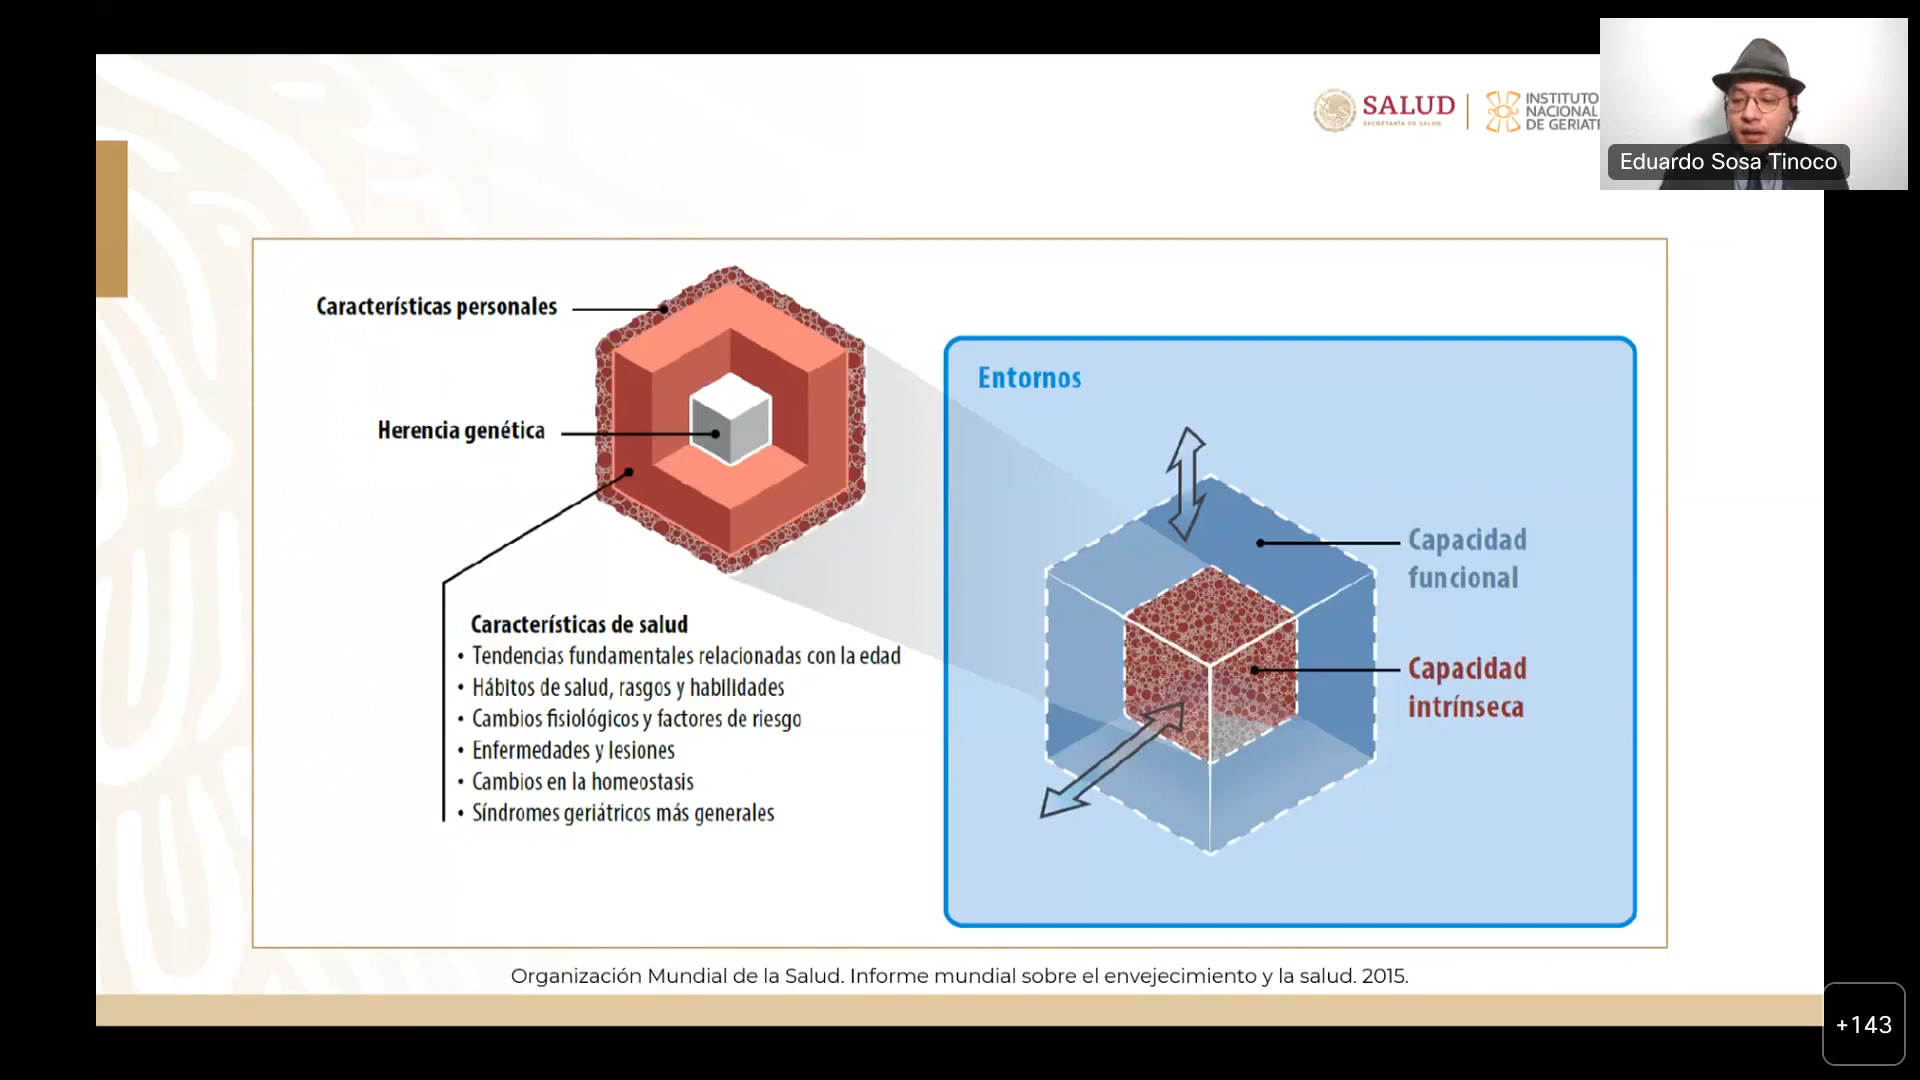 SALUD
SECRETARÍA DE SALUD
INSTITUTO
NACIONAL
DE GERIATR
Eduardo Sosa Tinoco
Características personales
Herencia genética
Características de salud
• Tendencias fundamentales relacionadas con la edad
• Hábitos de salud, rasgos y habilidades
• Cambios fisiológicos y factores de riesgo
• Enfermedades y lesiones
• Cambios en la homeostasis
• Síndromes geriátricos más generales
Entornos
Capacidad
funcional
Capacidad
intrínseca
Organización Mundial de la Salud. Informe mundial sobre el envejecimiento y la salud. 2015.
+143